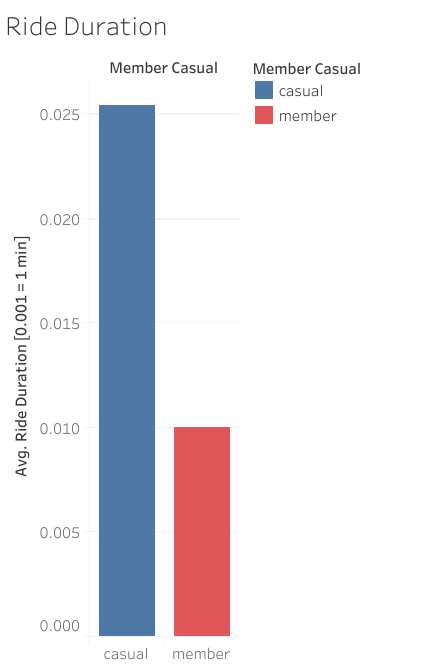 Ride Duration
Member Casual
Member Casual
casual
member
Avg. Ride Duration [0.001 = 1 min]
0.025
0.020
0.015
0.010
0.005
0.000
casual
member